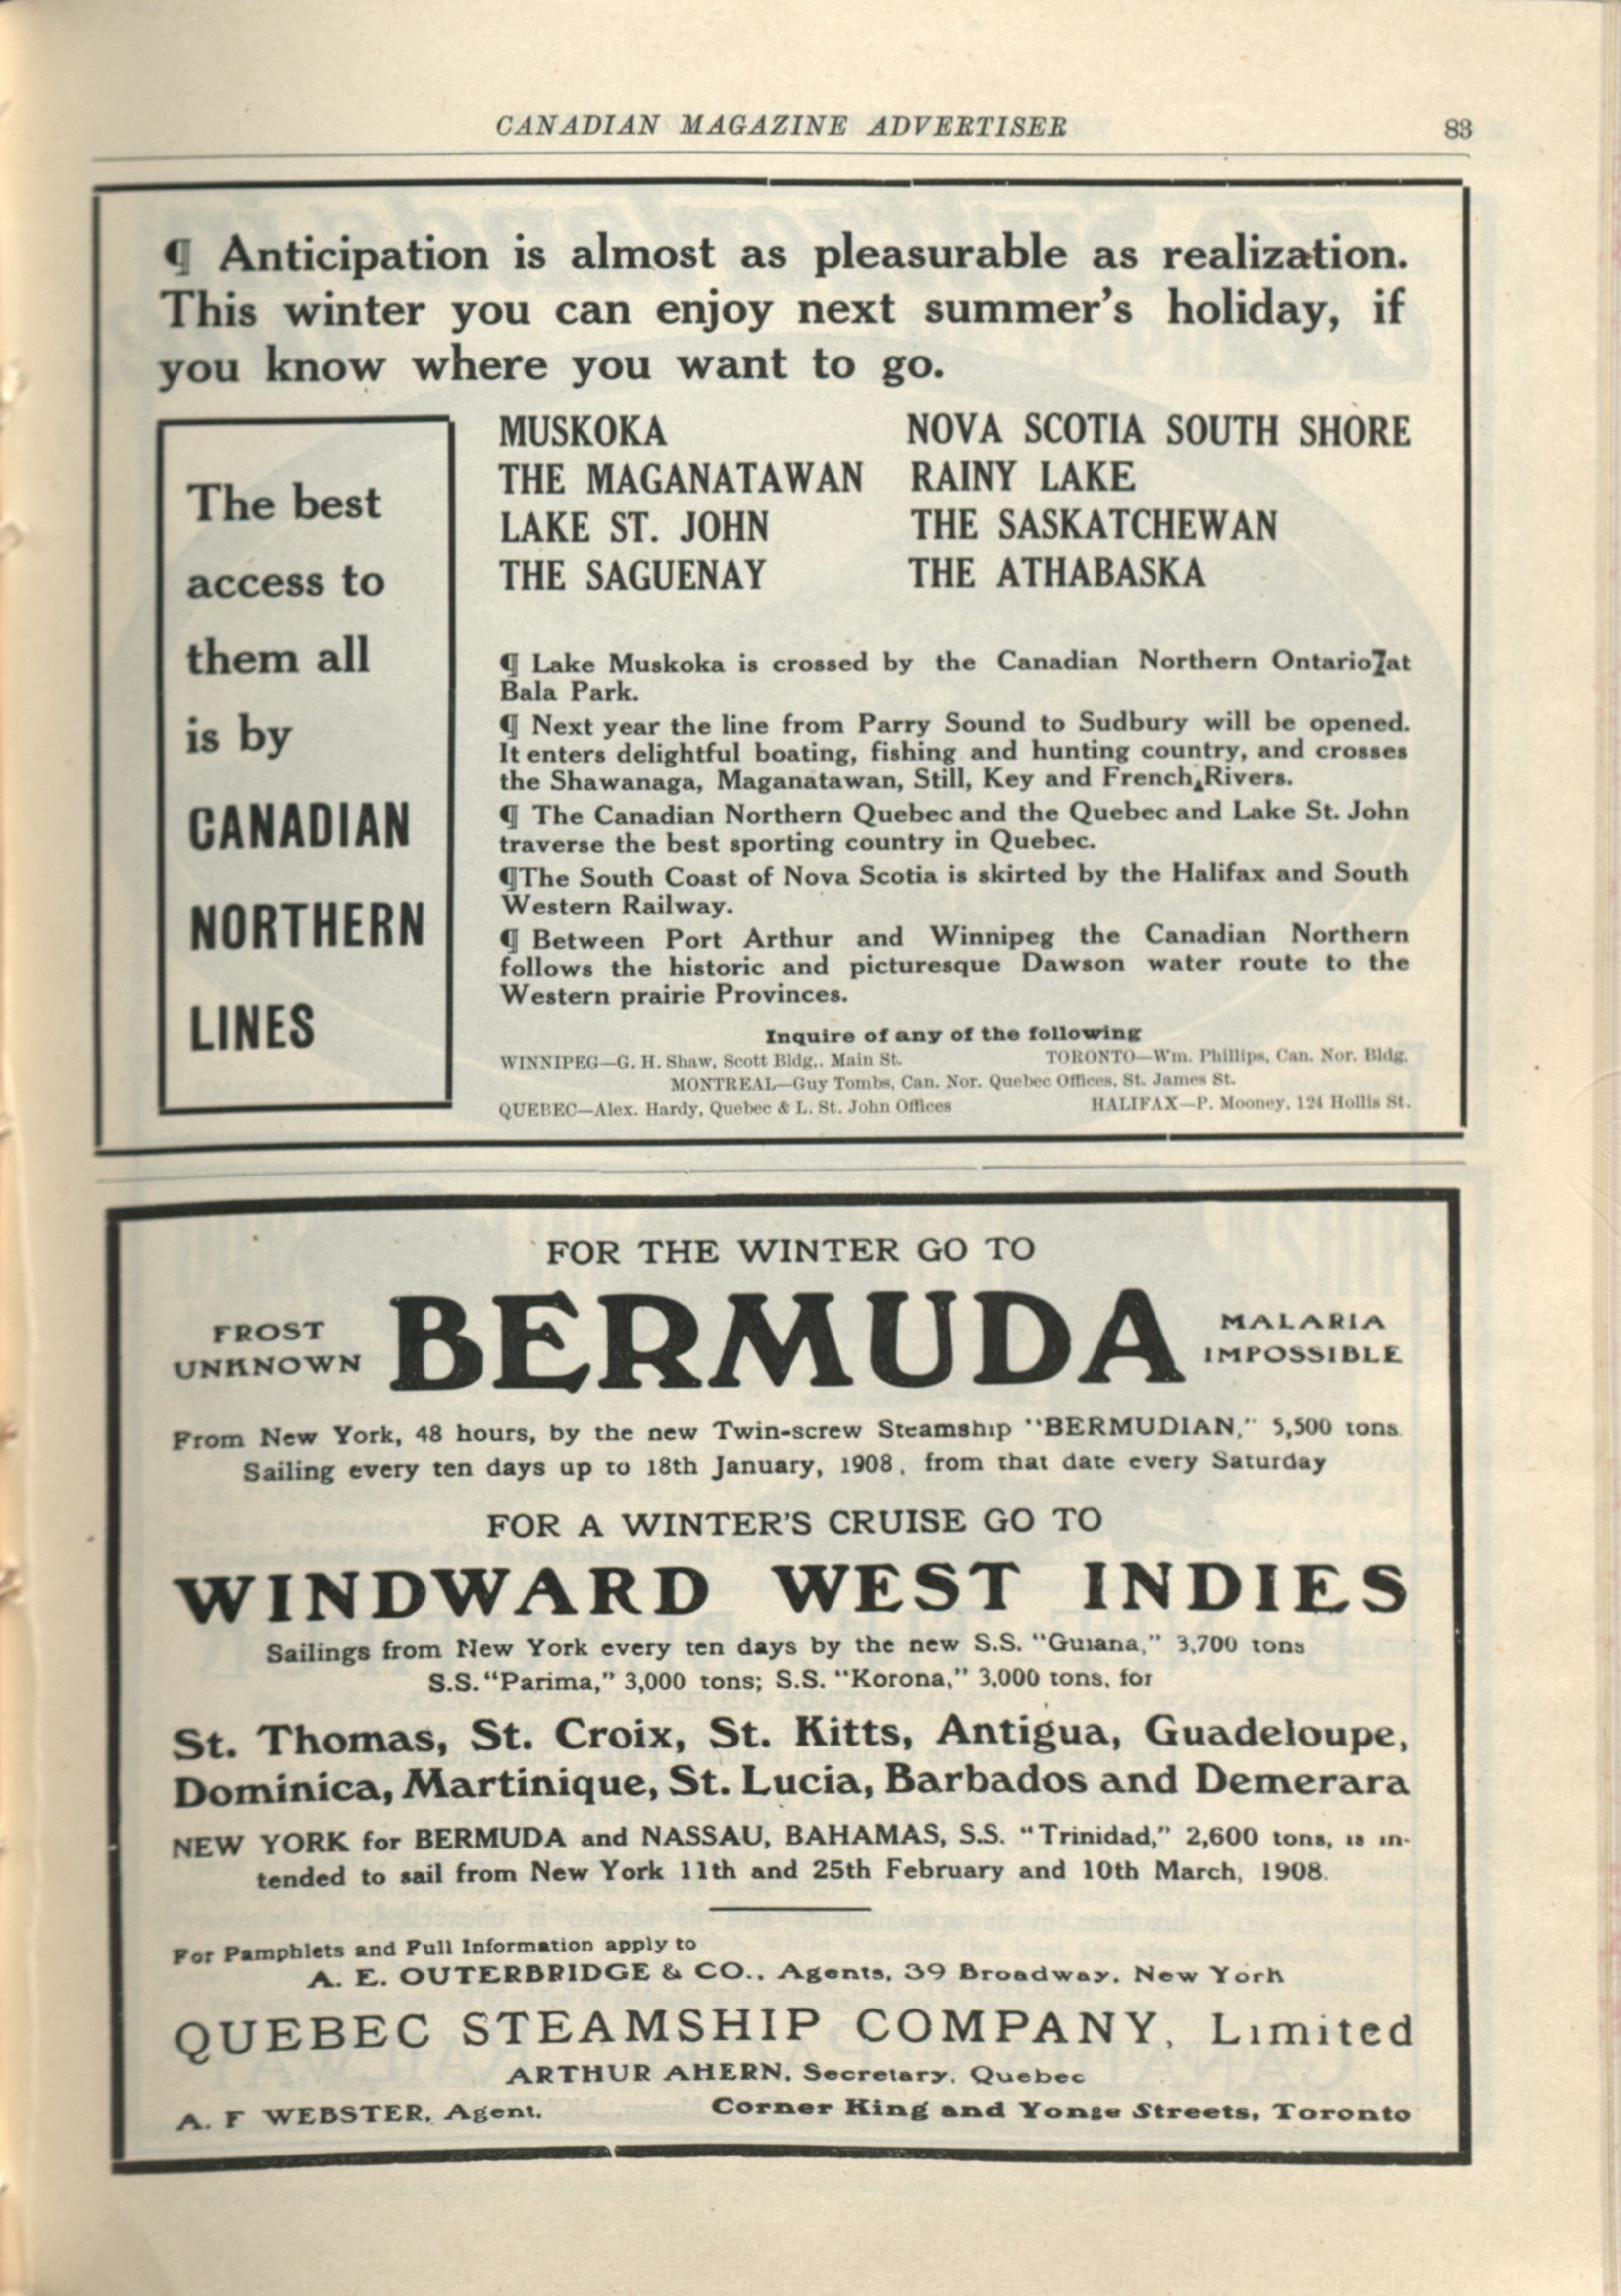 CANADIAN MAGAZINE ADVERTISER 83
¶ Anticipation is almost as pleasurable as realization.
This winter you can enjoy next summer's holiday, if
you know where you want to go.
The best
access to
them all
is by
CANADIAN
NORTHERN
LINES
MUSKOKA
THE MAGANATAWAN
LAKE ST. JOHN
THE SAGUENAY
NOVA SCOTIA SOUTH SHORE
RAINY LAKE
THE SASKATCHEWAN
THE ATHABASKA
¶ Lake Muskoka is crossed by the Canadian Northern Ontario at
Bala Park.
¶ Next year the line from Parry Sound to Sudbury will be opened.
It enters delightful boating, fishing and hunting country, and crosses
the Shawanaga, Maganatawan, Still, Key and French Rivers.
¶ The Canadian Northern Quebec and the Quebec and Lake St. John
traverse the best sporting country in Quebec.
¶The South Coast of Nova Scotia is skirted by the Halifax and South
Western Railway.
¶ Between Port Arthur and Winnipeg the Canadian Northern
follows the historic and picturesque Dawson water route to the
Western prairie Provinces.
Inquire of any of the following
WINNIPEG—G. H. Shaw, Scott Bldg., Main St. TORONTO—Wm. Phillips, Can. Nor. Bldg.
MONTREAL—Guy Tombs, Can. Nor. Quebec Offices, St. James St.
QUEBEC—Alex. Hardy, Quebec & L. St. John Offices HALIFAX—P. Mooney, 124 Hollis St.
FOR THE WINTER GO TO
FROST
UNKNOWN
BERMUDA
MALARIA
IMPOSSIBLE
From New York, 48 hours, by the new Twin-screw Steamship "BERMUDIAN," 5,500 tons.
Sailing every ten days up to 18th January, 1908, from that date every Saturday
FOR A WINTER'S CRUISE GO TO
WINDWARD WEST INDIES
Sailings from New York every ten days by the new S.S. "Guiana," 3,700 tons
S.S. "Parima," 3,000 tons; S.S. "Korona," 3,000 tons, for
St. Thomas, St. Croix, St. Kitts, Antigua, Guadeloupe,
Dominica, Martinique, St. Lucia, Barbados and Demerara
NEW YORK for BERMUDA and NASSAU, BAHAMAS, S.S. "Trinidad," 2,600 tons, is in-
tended to sail from New York 11th and 25th February and 10th March, 1908.
For Pamphlets and Full Information apply to
A. E. OUTERBRIDGE & CO., Agents, 39 Broadway, New York
QUEBEC STEAMSHIP COMPANY, Limited
ARTHUR AHERN, Secretary, Quebec
A. F WEBSTER, Agent, Corner King and Yonge Streets, Toronto